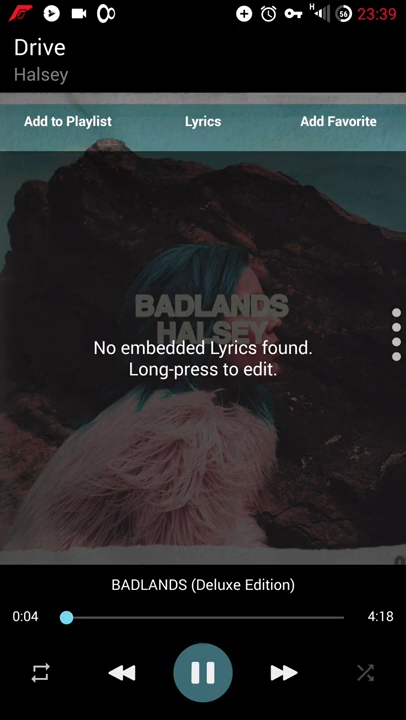 H
56
23:39
Drive
Halsey
Add to Playlist
Lyrics
Add Favorite
BADLANDS
HALSEY
No embedded Lyrics found.
Long-press to edit.
BADLANDS (Deluxe Edition)
0:04
4:18